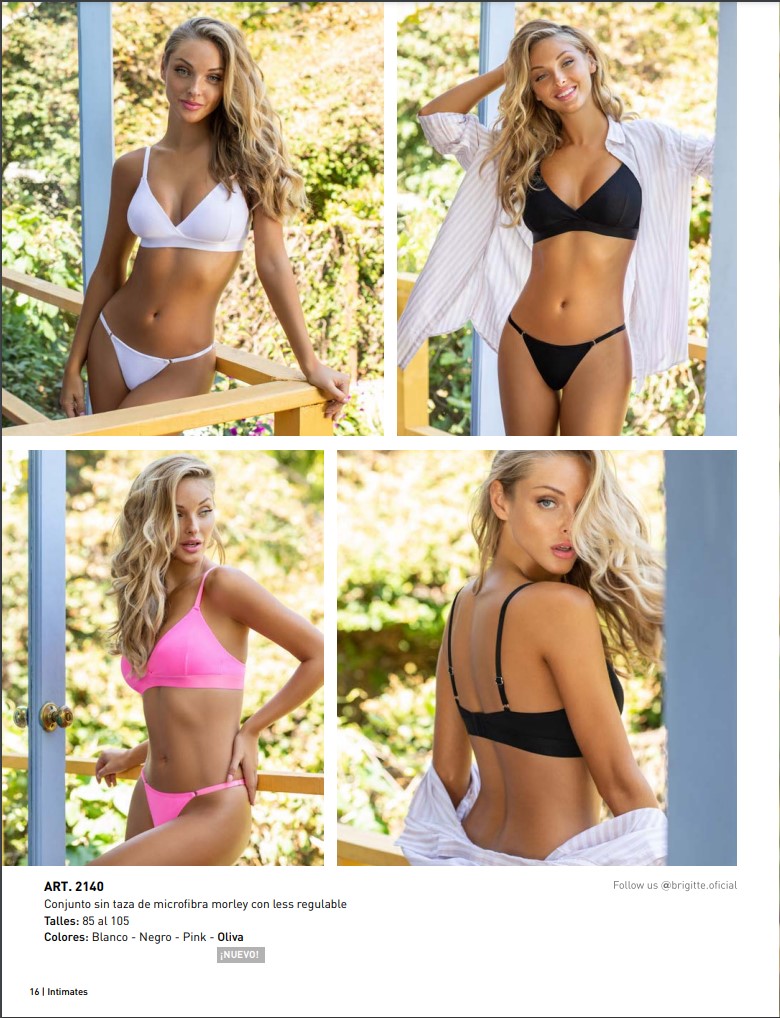 ART. 2140
Conjunto sin taza de microfibra morley con less regulable
Talles: 85 al 105
Colores: Blanco - Negro - Pink - Oliva
¡NUEVO!
Follow us @brigitte.oficial
16 | Intimates